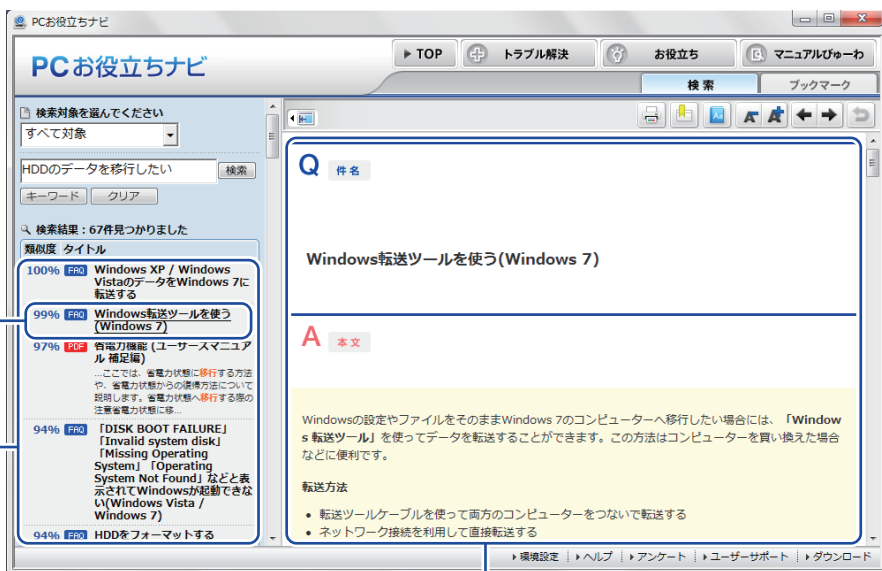 PCお役立ちナビ
PCお役立ちナビ
TOP
トラブル解決
お役立ち
マニュアルびゅーわ
検索
ブックマーク
検索対象を選んでください
すべて対象
HDDのデータを移行したい
検索
キーワード
クリア
検索結果:67件見つかりました
類似度 タイトル
100% FAQ Windows XP / Windows
VistaのデータをWindows 7に
転送する
99% FAQ Windows転送ツールを使う
(Windows 7)
97% PDF 省電力機能 (ユーザーズマニュア
ル 補足編)
...ここでは、省電力状態に移行する方法
や、省電力状態からの復帰方法について
説明します。省電力状態へ移行する際の
注意省電力状態に移...
94% FAQ 「DISK BOOT FAILURE」
「Invalid system disk」
「Missing Operating
System」「Operating
System Not Found」などと表
示されてWindowsが起動できな
い(Windows Vista /
Windows 7)
94% FAQ HDDをフォーマットする
Q 件名
Windows転送ツールを使う(Windows 7)
A 本文
Windowsの設定やファイルをそのままWindows 7のコンピューターへ移行したい場合には、「Window
s 転送ツール」を使ってデータを転送することができます。この方法はコンピューターを買い換えた場合
などに便利です。
転送方法
• 転送ツールケーブルを使って両方のコンピューターをつないで転送する
• ネットワーク接続を利用して直接転送する
環境設定
ヘルプ
アンケート
ユーザーサポート
ダウンロード